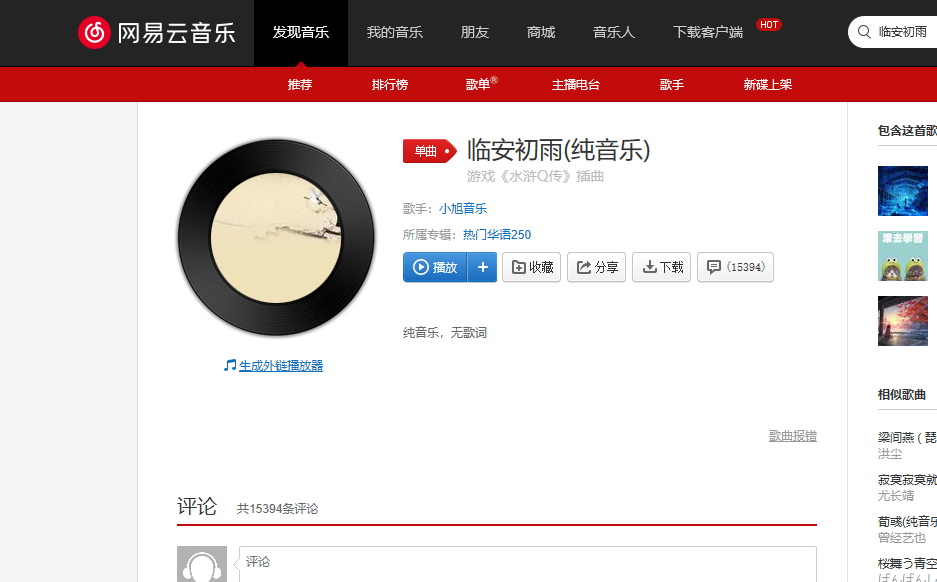 网易云音乐
发现音乐 我的音乐 朋友 商城 音乐人 下载客户端 HOT
临安初雨
推荐 排行榜 歌单® 主播电台 歌手 新碟上架
单曲 临安初雨(纯音乐)
游戏《水浒Q传》插曲
歌手：小旭音乐
所属专辑：热门华语250
播放 + 收藏 分享 下载 (15394)
纯音乐，无歌词
生成外链播放器
歌曲报错
评论 共15394条评论
评论
包含这首歌
滾去學習
相似歌曲
梁间燕 ( 琵
洪尘
寂寞寂寞就
尤长靖
荀彧(纯音乐
曾经艺也
桜舞う青空
ばんばんし